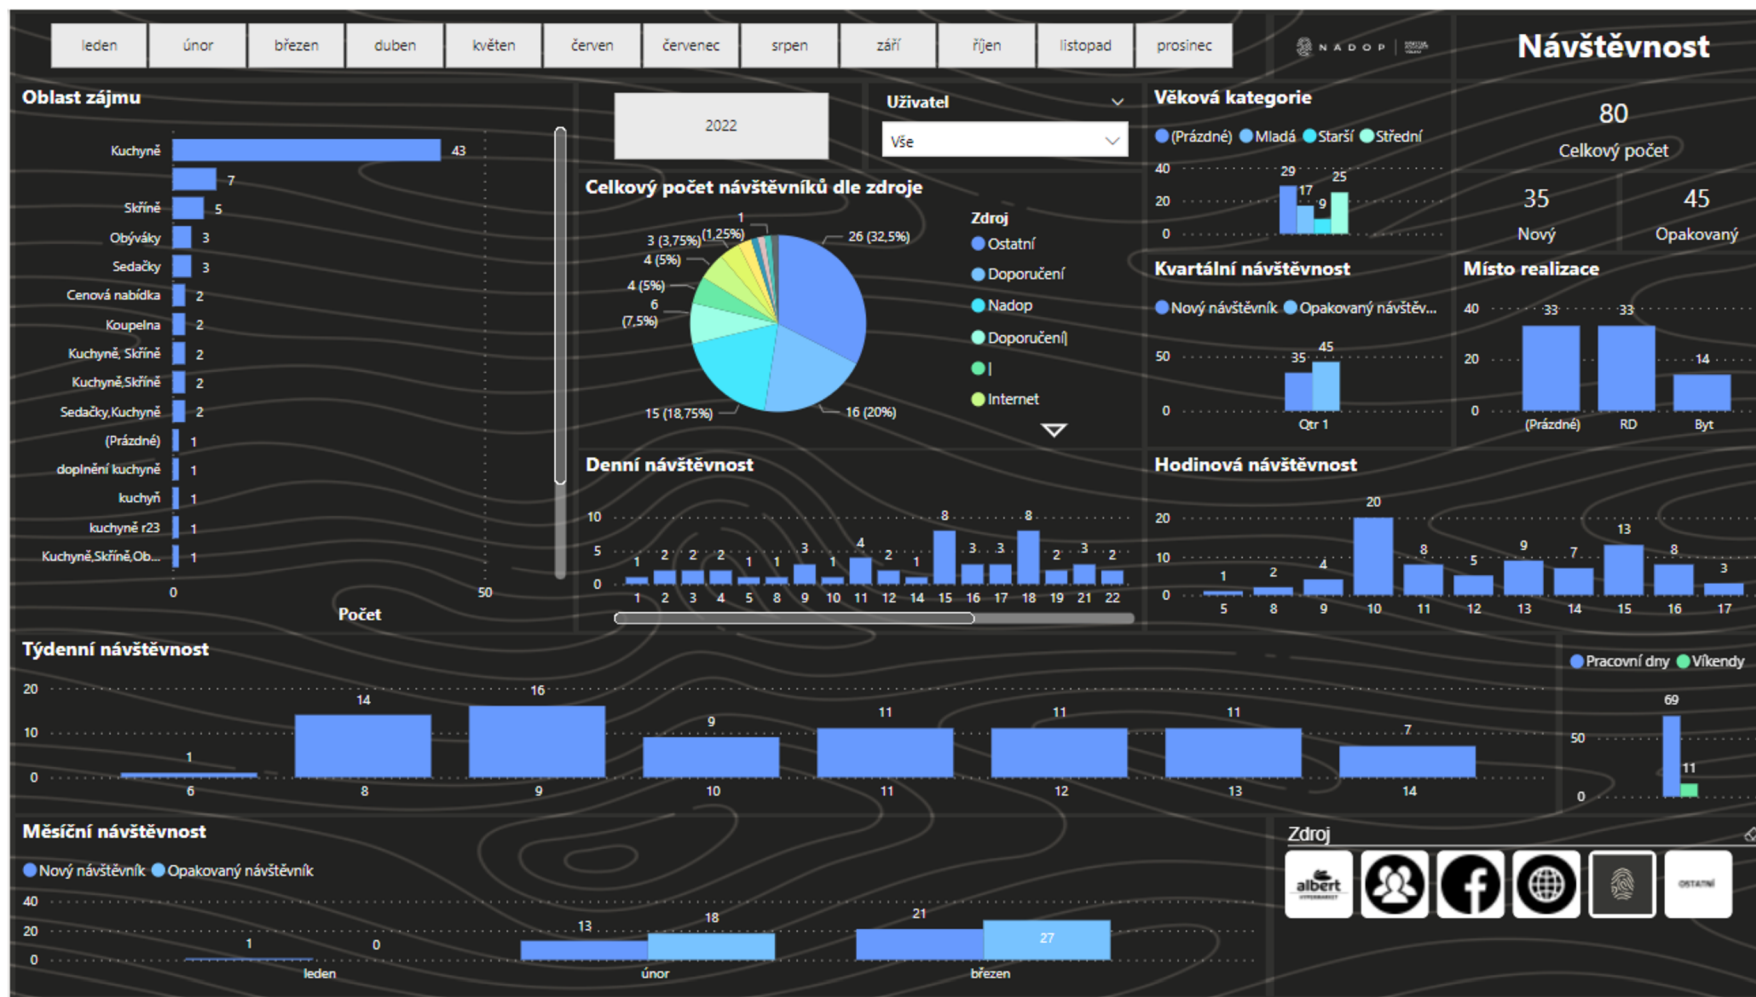 leden únor březen duben květen červen červenec srpen září říjen listopad prosinec
NADOP
Návštěvnost
Oblast zájmu
Kuchyně 43
7
Skříně 5
Obýváky 3
Sedačky 3
Cenová nabídka 2
Koupelna 2
Kuchyně, Skříně 2
Kuchyně,Skříně 2
Sedačky,Kuchyně 2
(Prázdné) 1
doplnění kuchyně 1
kuchyň 1
kuchyně r23 1
Kuchyně,Skříně,Ob... 1
0 50
Počet
2022
Uživatel
Vše
Celkový počet návštěvníků dle zdroje
1
(1,25%)
3 (3,75%)
4 (5%)
4 (5%)
6
(7,5%)
15 (18,75%)
16 (20%)
26 (32,5%)
Zdroj
Ostatní
Doporučení
Nadop
Doporučení|
|
Internet
Věková kategorie
(Prázdné) Mladá Starší Střední
40
20
0
29 17 9 25
80
Celkový počet
35
Nový
45
Opakovaný
Kvartální návštěvnost
Nový návštěvník Opakovaný návštěv...
50
0
35 45
Qtr 1
Místo realizace
40
20
0
33 33 14
(Prázdné) RD Byt
Denní návštěvnost
10
5
0
1 2 2 2 1 1 3 1 4 2 1 8 3 3 8 2 3 2
1 2 3 4 5 8 9 10 11 12 14 15 16 17 18 19 21 22
Hodinová návštěvnost
20
10
0
1 2 4 20 8 5 9 7 13 8 3
5 8 9 10 11 12 13 14 15 16 17
Týdenní návštěvnost
20
10
0
1 14 16 9 11 11 11 7
6 8 9 10 11 12 13 14
Pracovní dny Víkendy
50
0
69
11
Měsíční návštěvnost
Nový návštěvník Opakovaný návštěvník
40
20
0
1 0 13 18 21 27
leden únor březen
Zdroj
albert
HYPERMARKET
OSTATNÍ